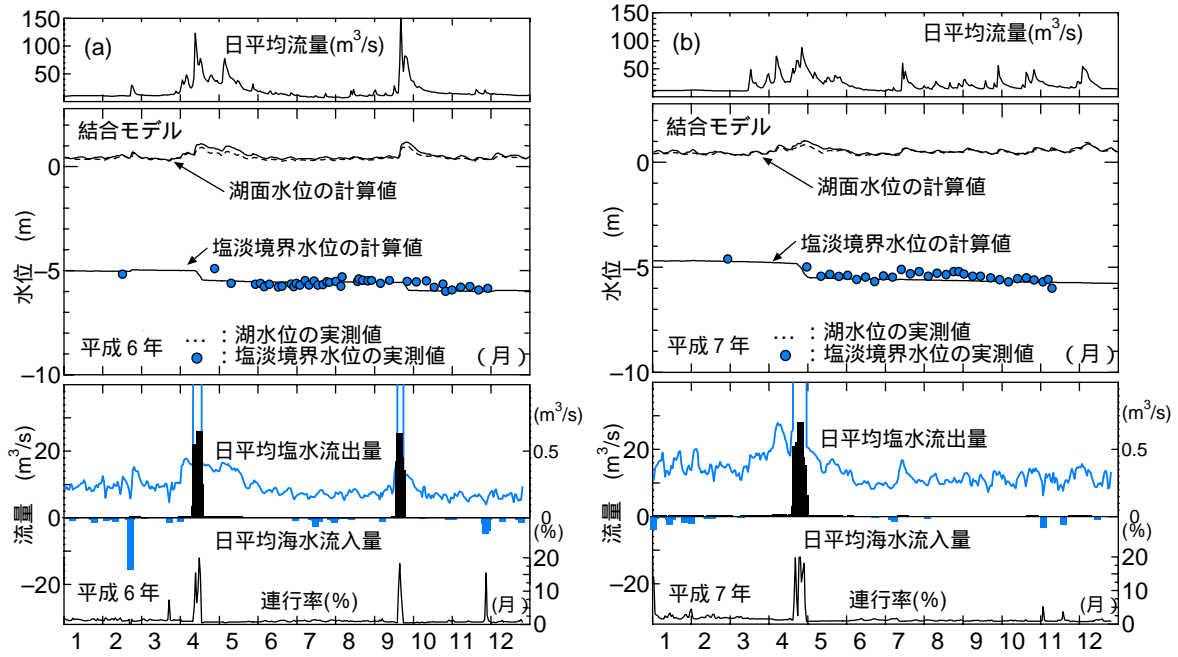 (a)
日平均流量(m³/s)
150
100
50
結合モデル
湖面水位の計算値
塩淡境界水位の計算値
0
−5
−10
水位 (m)
平成6年
… : 湖水位の実測値
● : 塩淡境界水位の実測値
(月)
日平均塩水流出量
日平均海水流入量
20
0
−20
流量 (m³/s)
(m³/s)
0.5
0
(%)
20
10
0
平成6年
連行率(%)
(月)
1 2 3 4 5 6 7 8 9 10 11 12
(b)
日平均流量(m³/s)
150
100
50
結合モデル
湖面水位の計算値
塩淡境界水位の計算値
0
−5
−10
水位 (m)
平成7年
… : 湖水位の実測値
● : 塩淡境界水位の実測値
(月)
日平均塩水流出量
日平均海水流入量
20
0
−20
流量 (m³/s)
(m³/s)
0.5
0
(%)
20
10
0
平成7年
連行率(%)
(月)
1 2 3 4 5 6 7 8 9 10 11 12